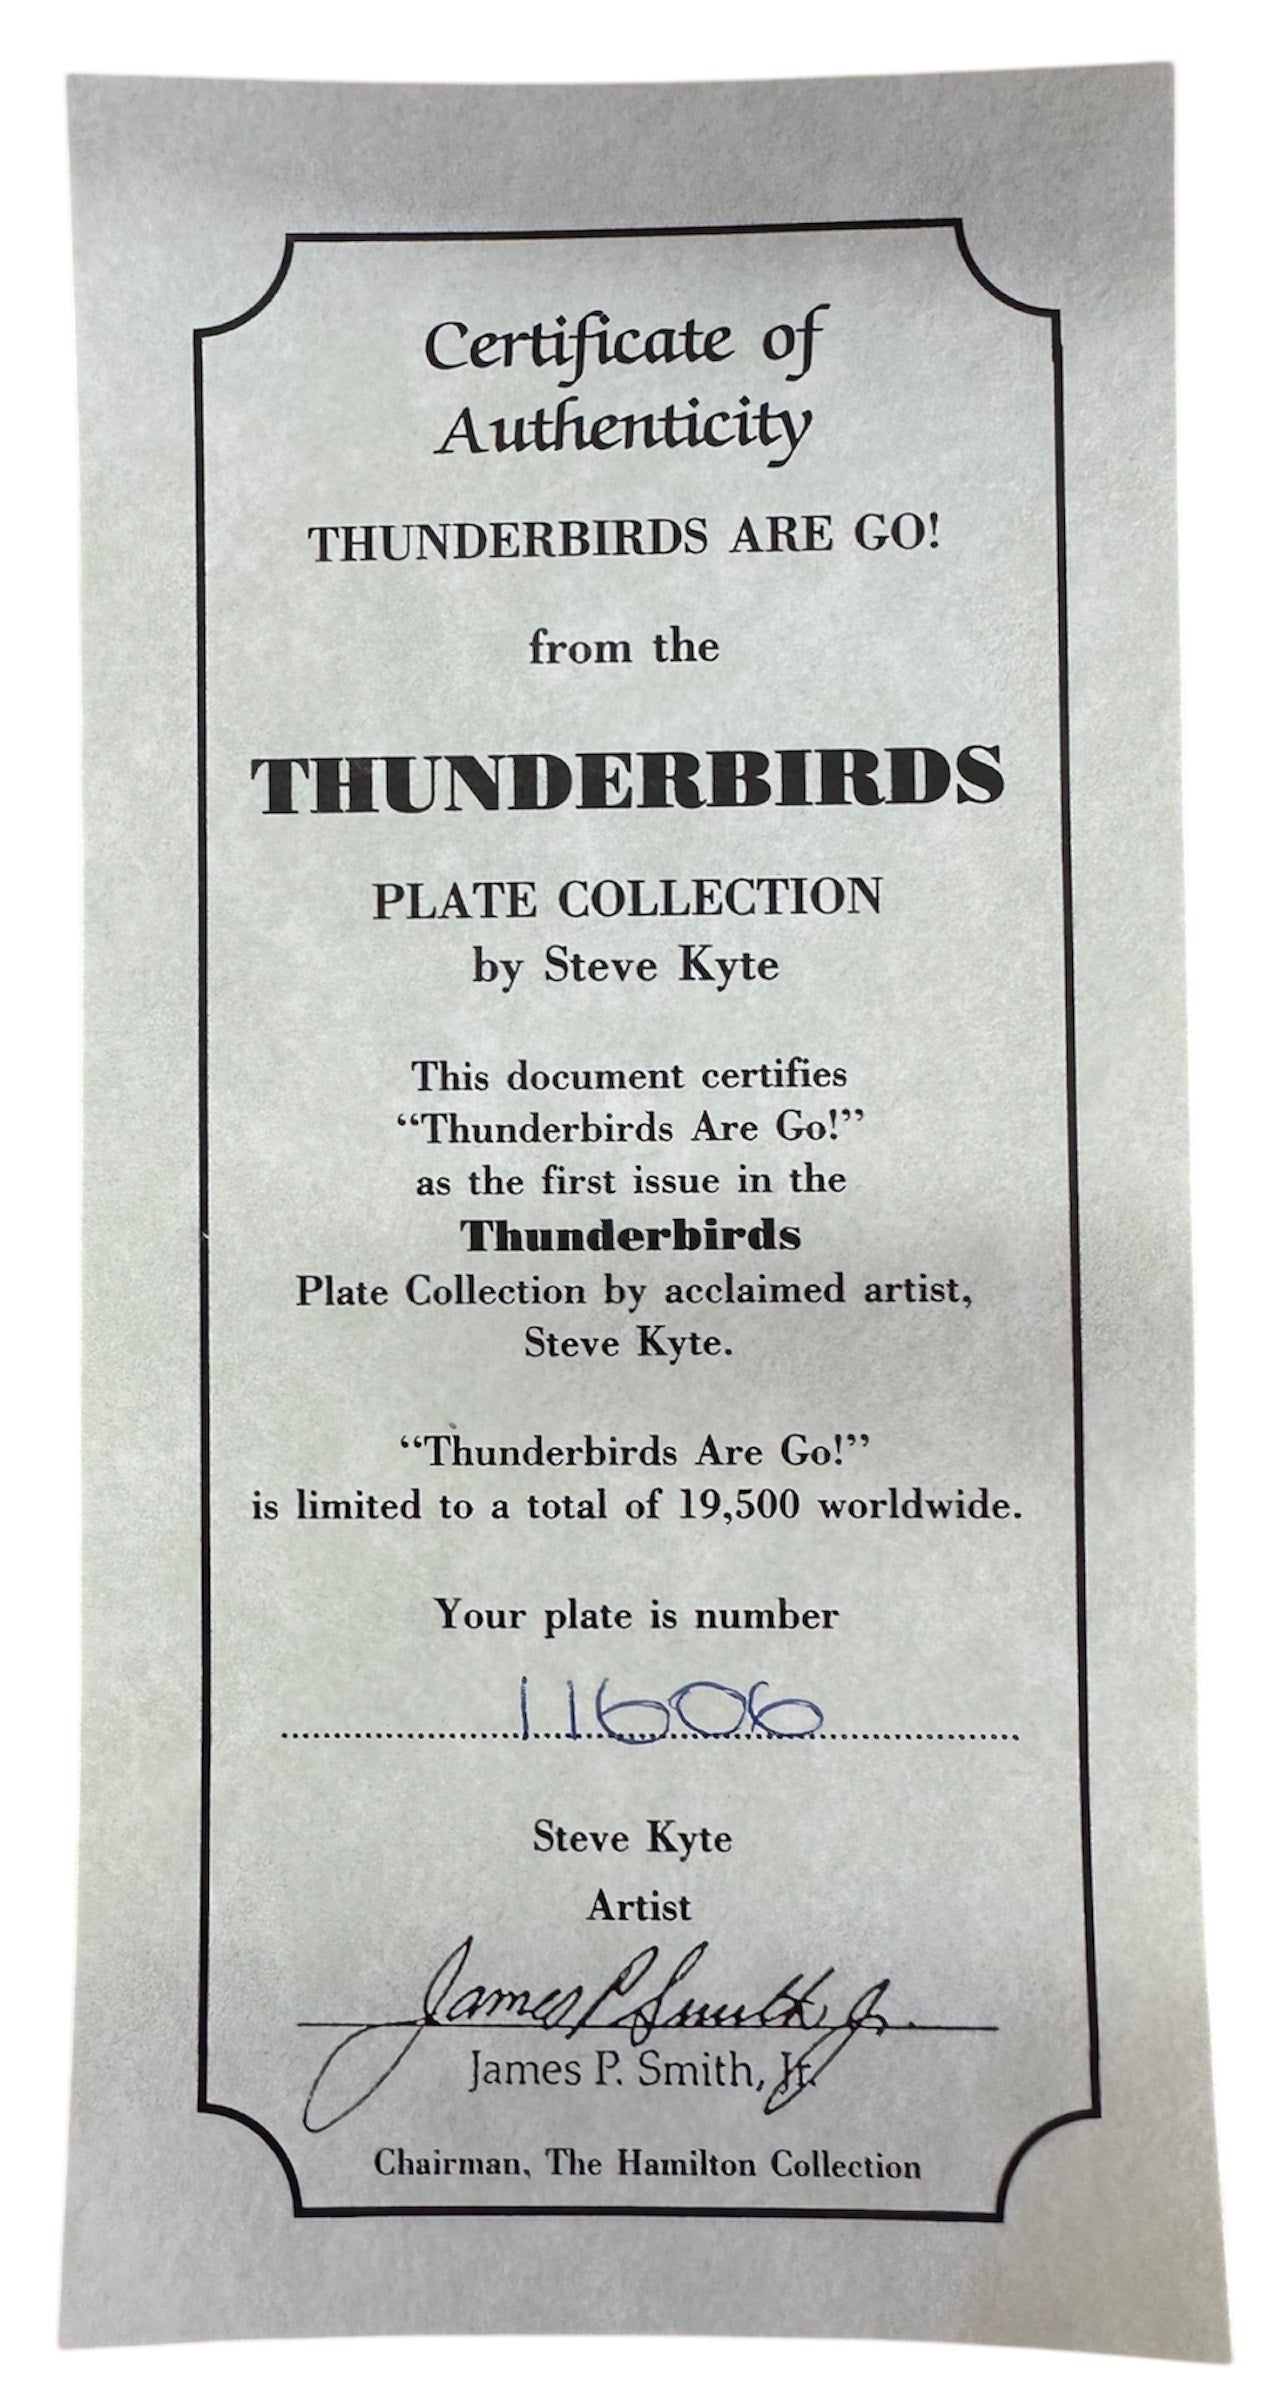 Certificate of
Authenticity
THUNDERBIRDS ARE GO!
from the
THUNDERBIRDS
PLATE COLLECTION
by Steve Kyte
This document certifies
“Thunderbirds Are Go!”
as the first issue in the
Thunderbirds
Plate Collection by acclaimed artist,
Steve Kyte.
“Thunderbirds Are Go!”
is limited to a total of 19,500 worldwide.
Your plate is number
11606
Steve Kyte
Artist
James P. Smith, Jr.
James P. Smith, Jr.
Chairman, The Hamilton Collection